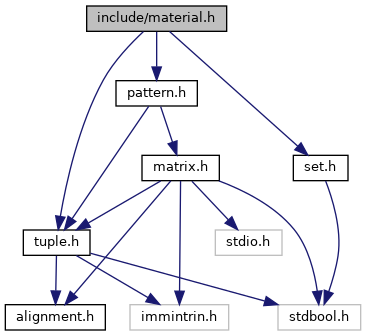 include/material.h
pattern.h
matrix.h
set.h
tuple.h
stdio.h
alignment.h
immintrin.h
stdbool.h